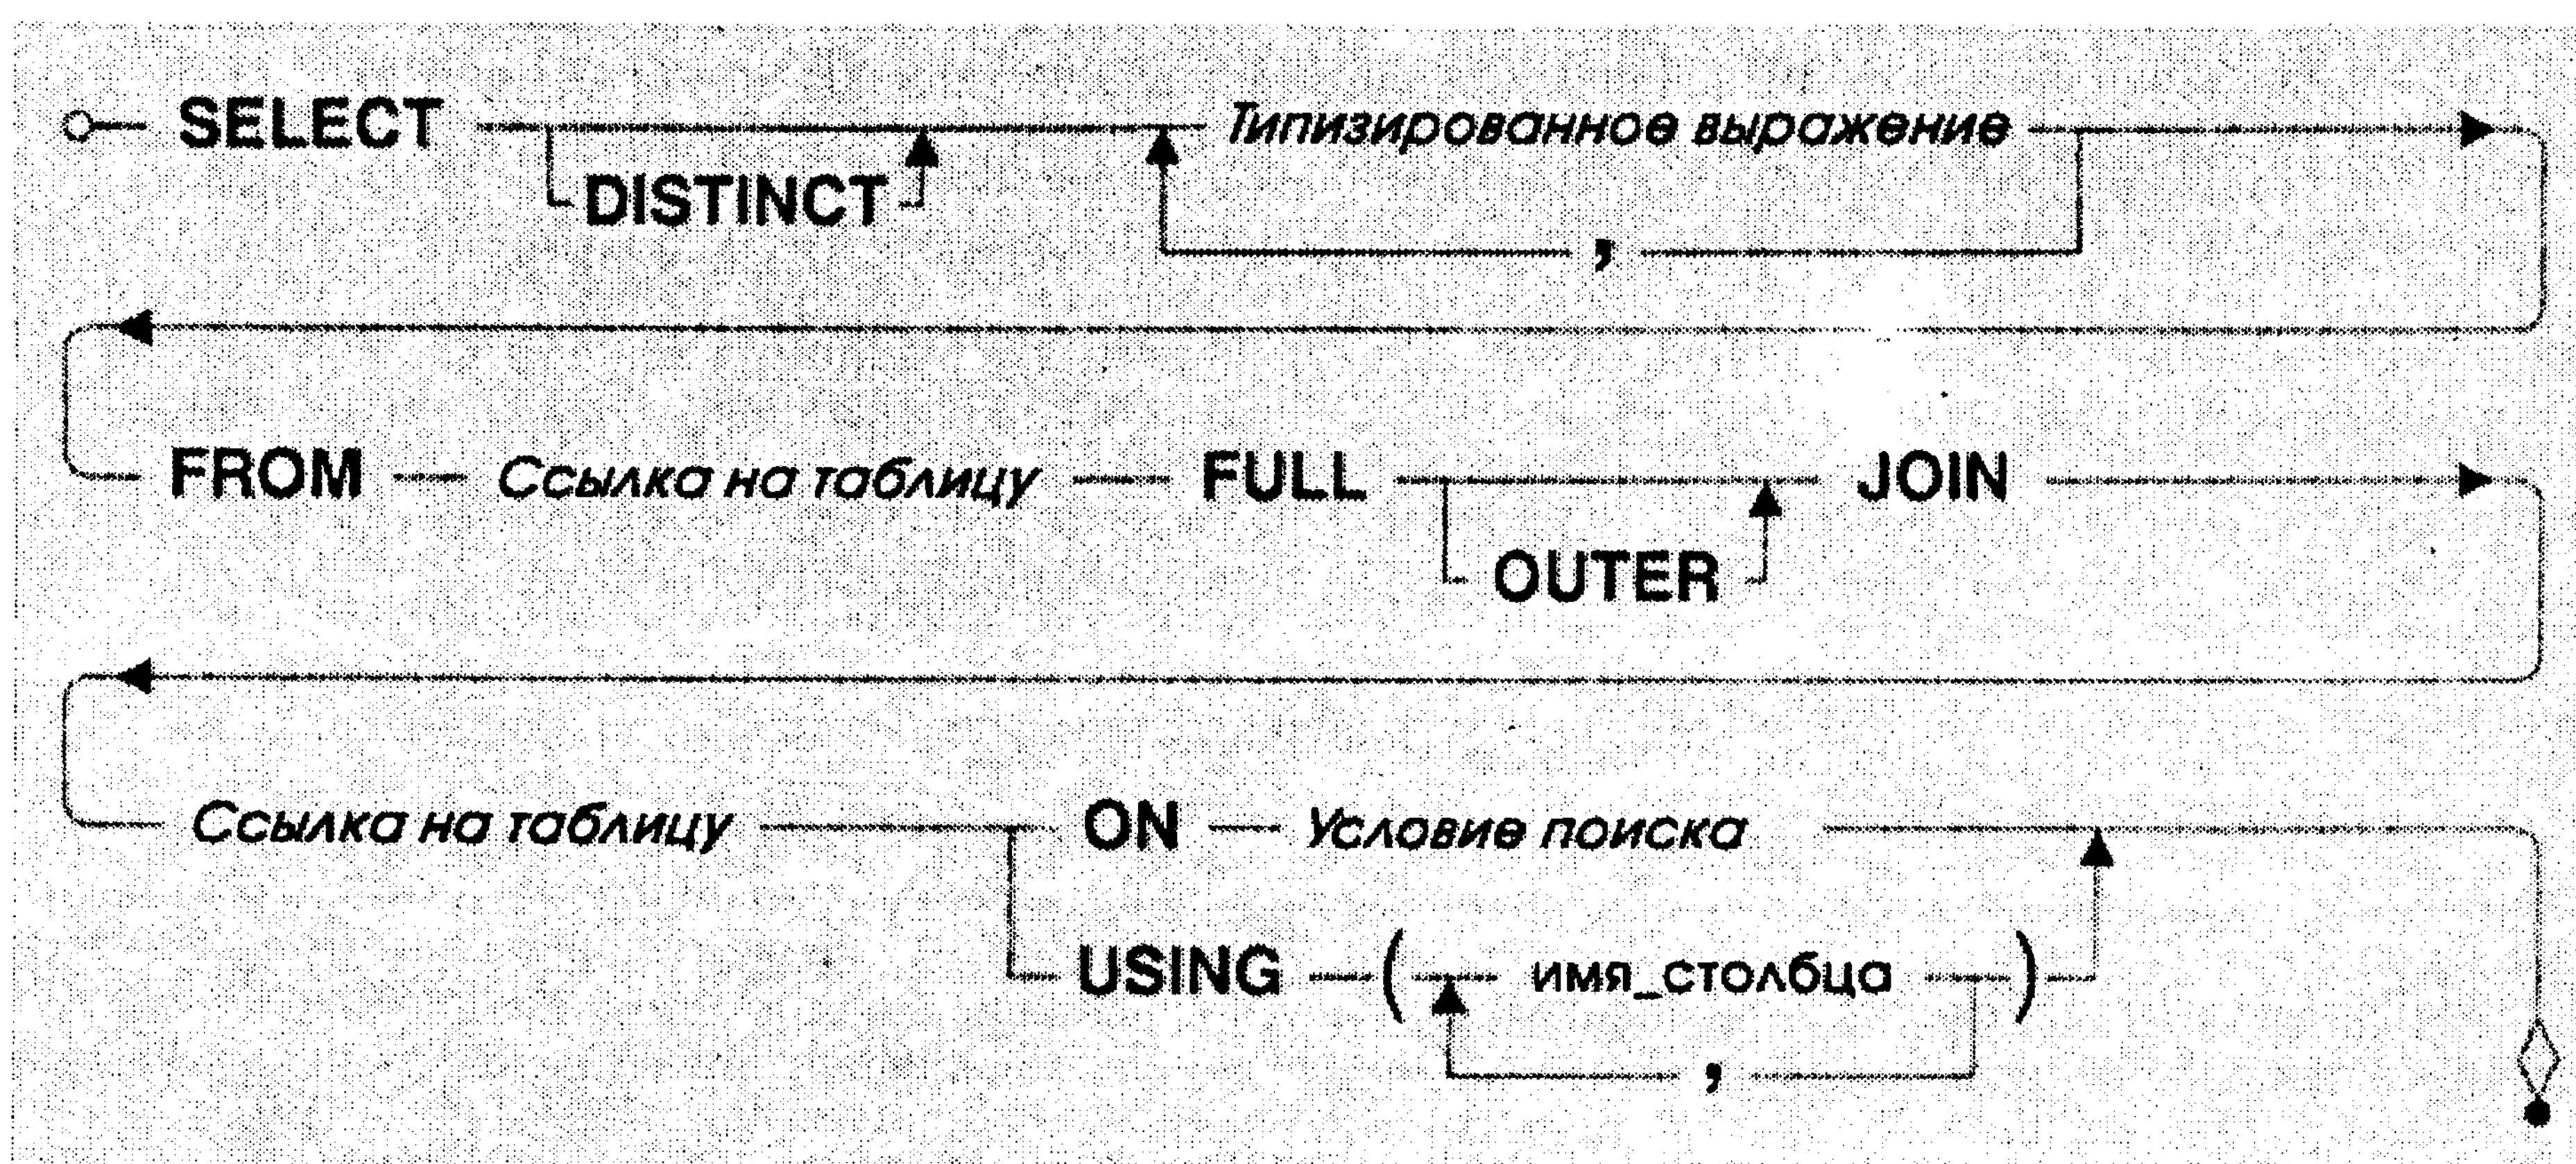 SELECT Типизированное выражение
DISTINCT
,
FROM Ссылка на таблицу FULL JOIN
OUTER
Ссылка на таблицу ON Условие поиска
USING ( имя_столбца )
,